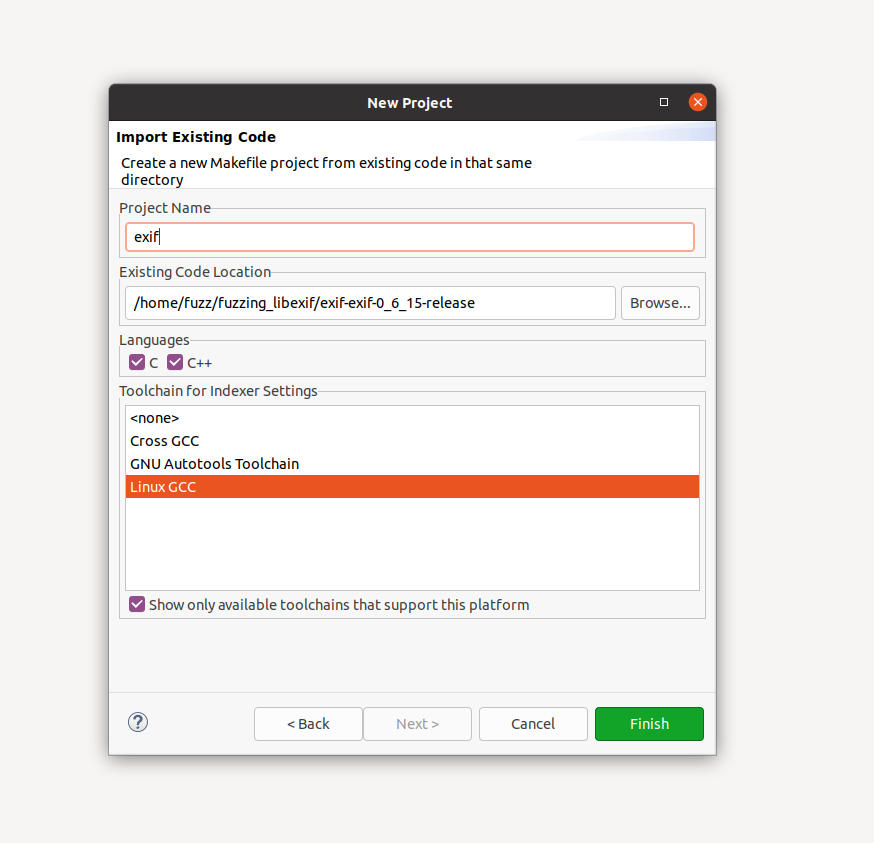 New Project
Import Existing Code
Create a new Makefile project from existing code in that same
directory
Project Name
exif
Existing Code Location
/home/fuzz/fuzzing_libexif/exif-exif-0_6_15-release
Browse...
Languages
C C++
Toolchain for Indexer Settings
<none>
Cross GCC
GNU Autotools Toolchain
Linux GCC
Show only available toolchains that support this platform
? < Back Next > Cancel Finish